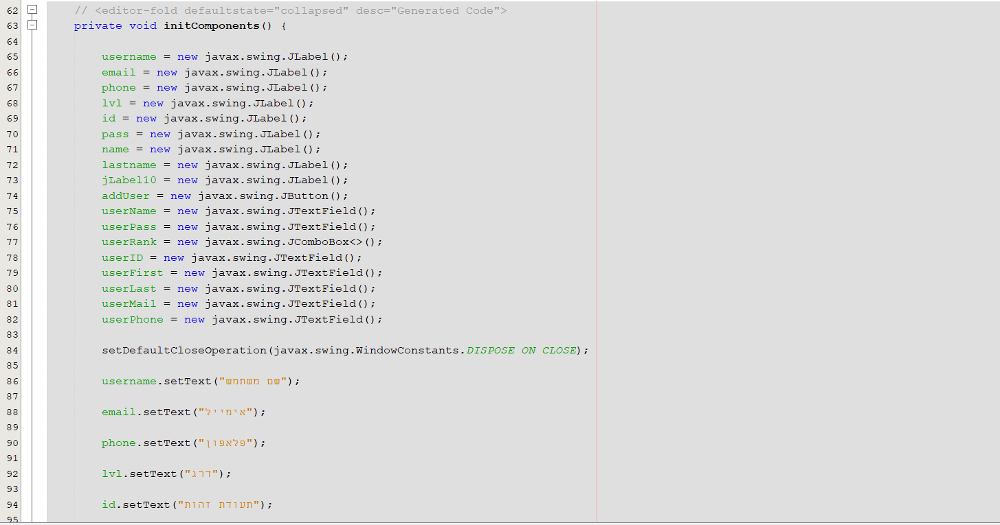 62 // <editor-fold defaultstate="collapsed" desc="Generated Code">
63 private void initComponents() {
64
65 username = new javax.swing.JLabel();
66 email = new javax.swing.JLabel();
67 phone = new javax.swing.JLabel();
68 lvl = new javax.swing.JLabel();
69 id = new javax.swing.JLabel();
70 pass = new javax.swing.JLabel();
71 name = new javax.swing.JLabel();
72 lastname = new javax.swing.JLabel();
73 jLabel10 = new javax.swing.JLabel();
74 addUser = new javax.swing.JButton();
75 userName = new javax.swing.JTextField();
76 userPass = new javax.swing.JTextField();
77 userRank = new javax.swing.JComboBox<>();
78 userID = new javax.swing.JTextField();
79 userFirst = new javax.swing.JTextField();
80 userLast = new javax.swing.JTextField();
81 userMail = new javax.swing.JTextField();
82 userPhone = new javax.swing.JTextField();
83
84 setDefaultCloseOperation(javax.swing.WindowConstants.DISPOSE_ON_CLOSE);
85
86 username.setText("שם משתמש");
87
88 email.setText("אימייל");
89
90 phone.setText("פלאפון");
91
92 lvl.setText("דרג");
93
94 id.setText("תעודת זהות");
95